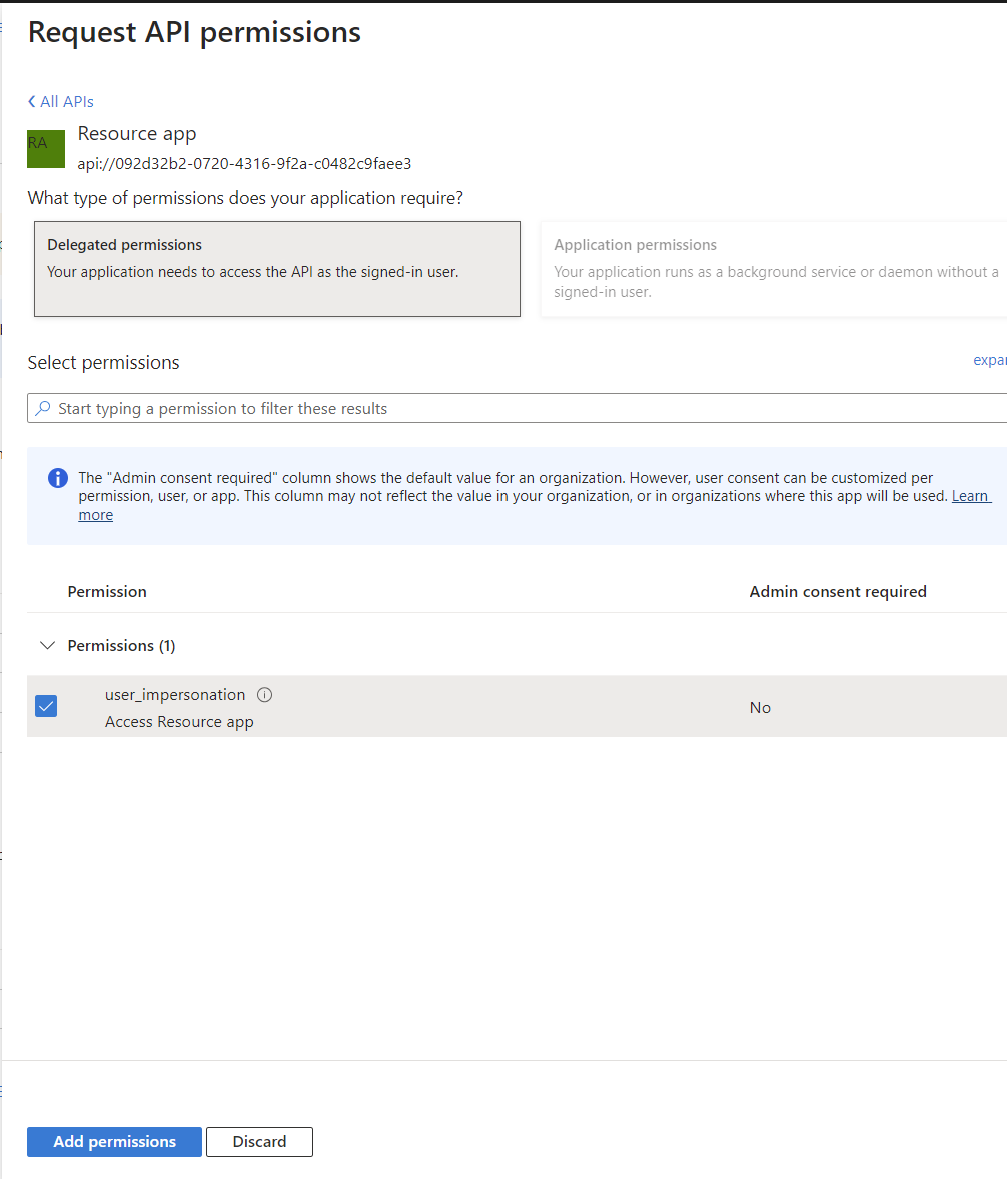 Request API permissions
All APIs
RA
Resource app
api://092d32b2-0720-4316-9f2a-c0482c9faee3
What type of permissions does your application require?
Delegated permissions
Your application needs to access the API as the signed-in user.
Application permissions
Your application runs as a background service or daemon without a
signed-in user.
Select permissions
Start typing a permission to filter these results
The "Admin consent required" column shows the default value for an organization. However, user consent can be customized per
permission, user, or app. This column may not reflect the value in your organization, or in organizations where this app will be used. Learn
more
Permission
Admin consent required
Permissions (1)
user_impersonation
Access Resource app
No
Add permissions
Discard